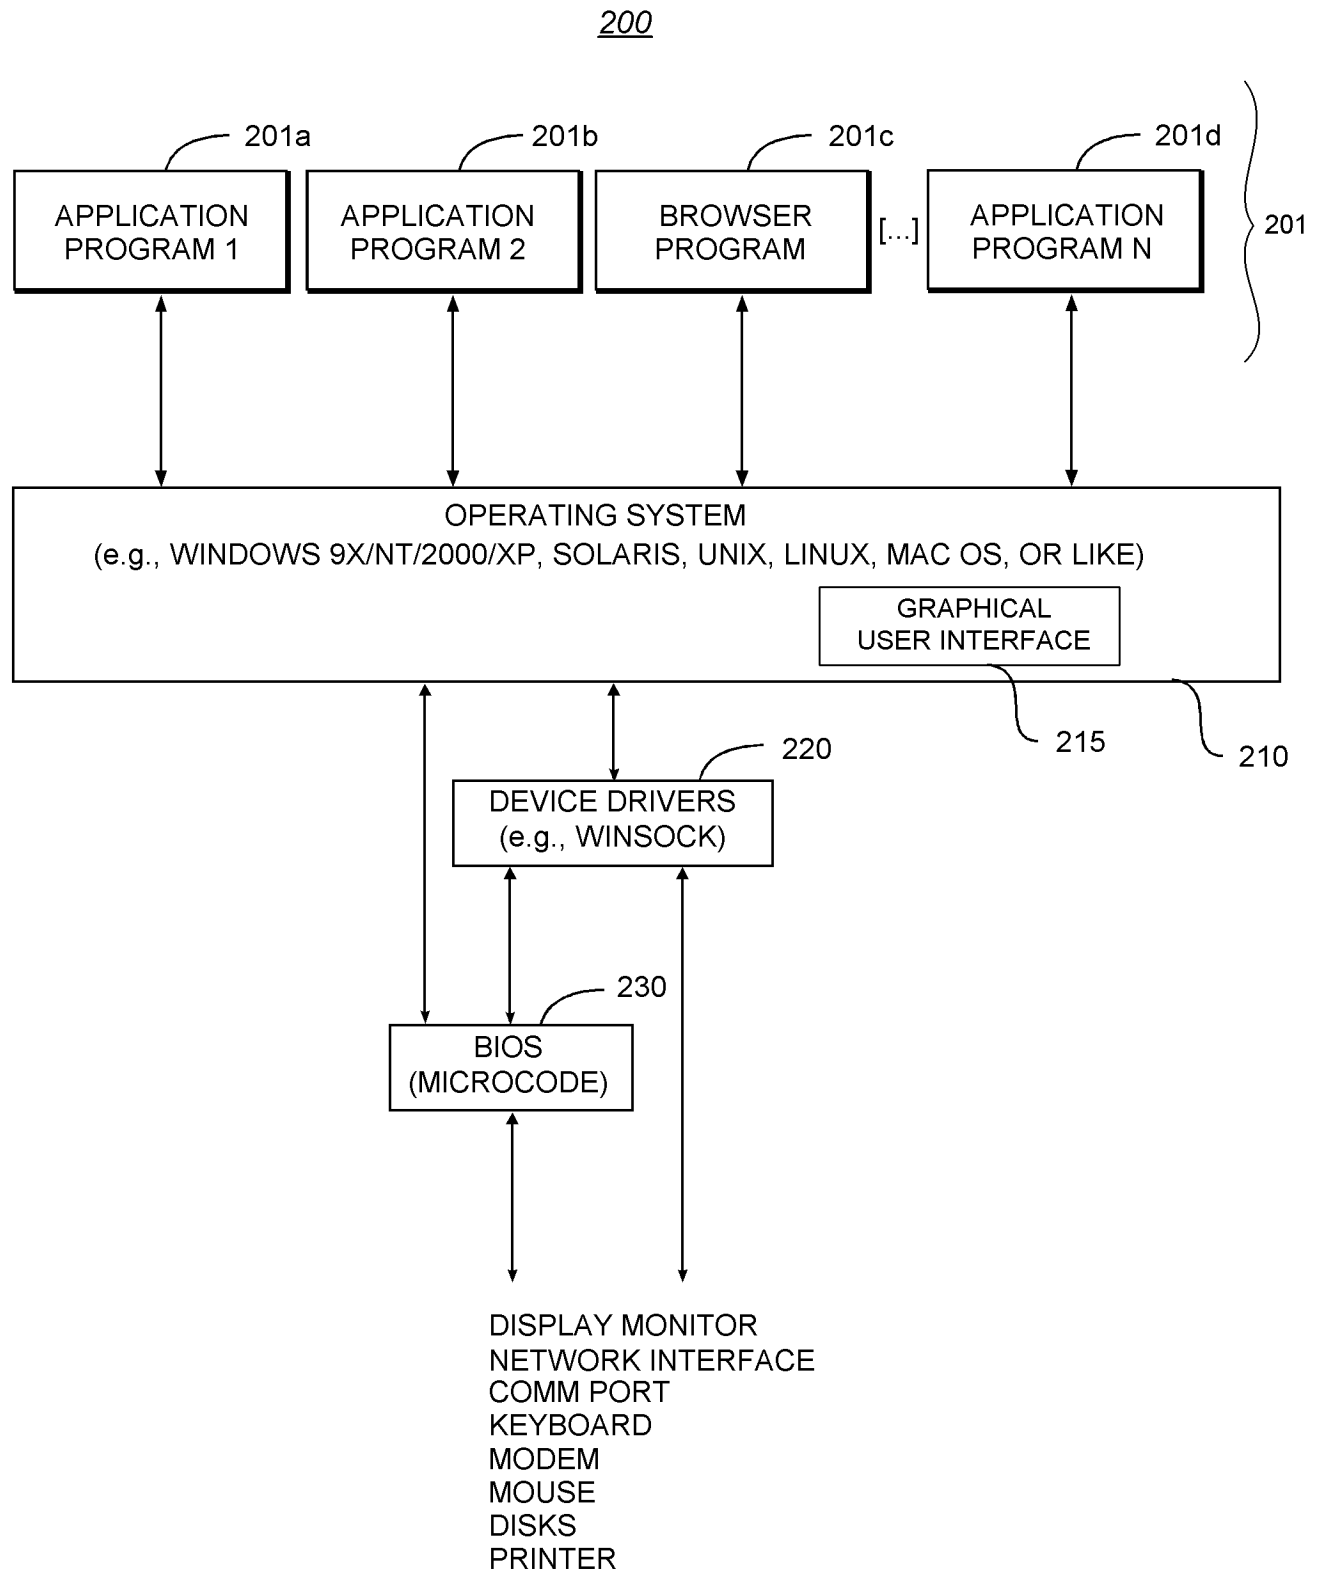 200
201a
201b
201c
201d
APPLICATION
PROGRAM 1
APPLICATION
PROGRAM 2
BROWSER
PROGRAM
[...]
APPLICATION
PROGRAM N
201
OPERATING SYSTEM
(e.g., WINDOWS 9X/NT/2000/XP, SOLARIS, UNIX, LINUX, MAC OS, OR LIKE)
GRAPHICAL
USER INTERFACE
215
210
220
DEVICE DRIVERS
(e.g., WINSOCK)
230
BIOS
(MICROCODE)
DISPLAY MONITOR
NETWORK INTERFACE
COMM PORT
KEYBOARD
MODEM
MOUSE
DISKS
PRINTER